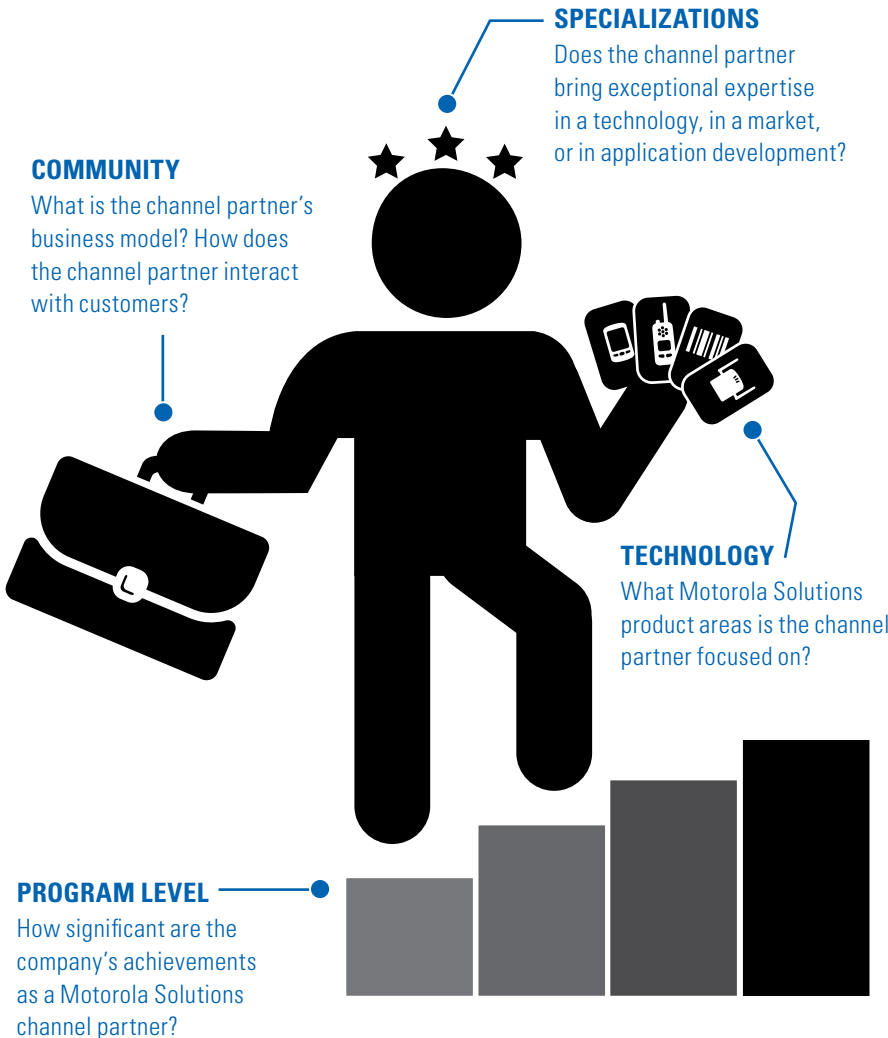 SPECIALIZATIONS
Does the channel partner
bring exceptional expertise
in a technology, in a market,
or in application development?
COMMUNITY
What is the channel partner's
business model? How does
the channel partner interact
with customers?
TECHNOLOGY
What Motorola Solutions
product areas is the channel
partner focused on?
PROGRAM LEVEL
How significant are the
company's achievements
as a Motorola Solutions
channel partner?